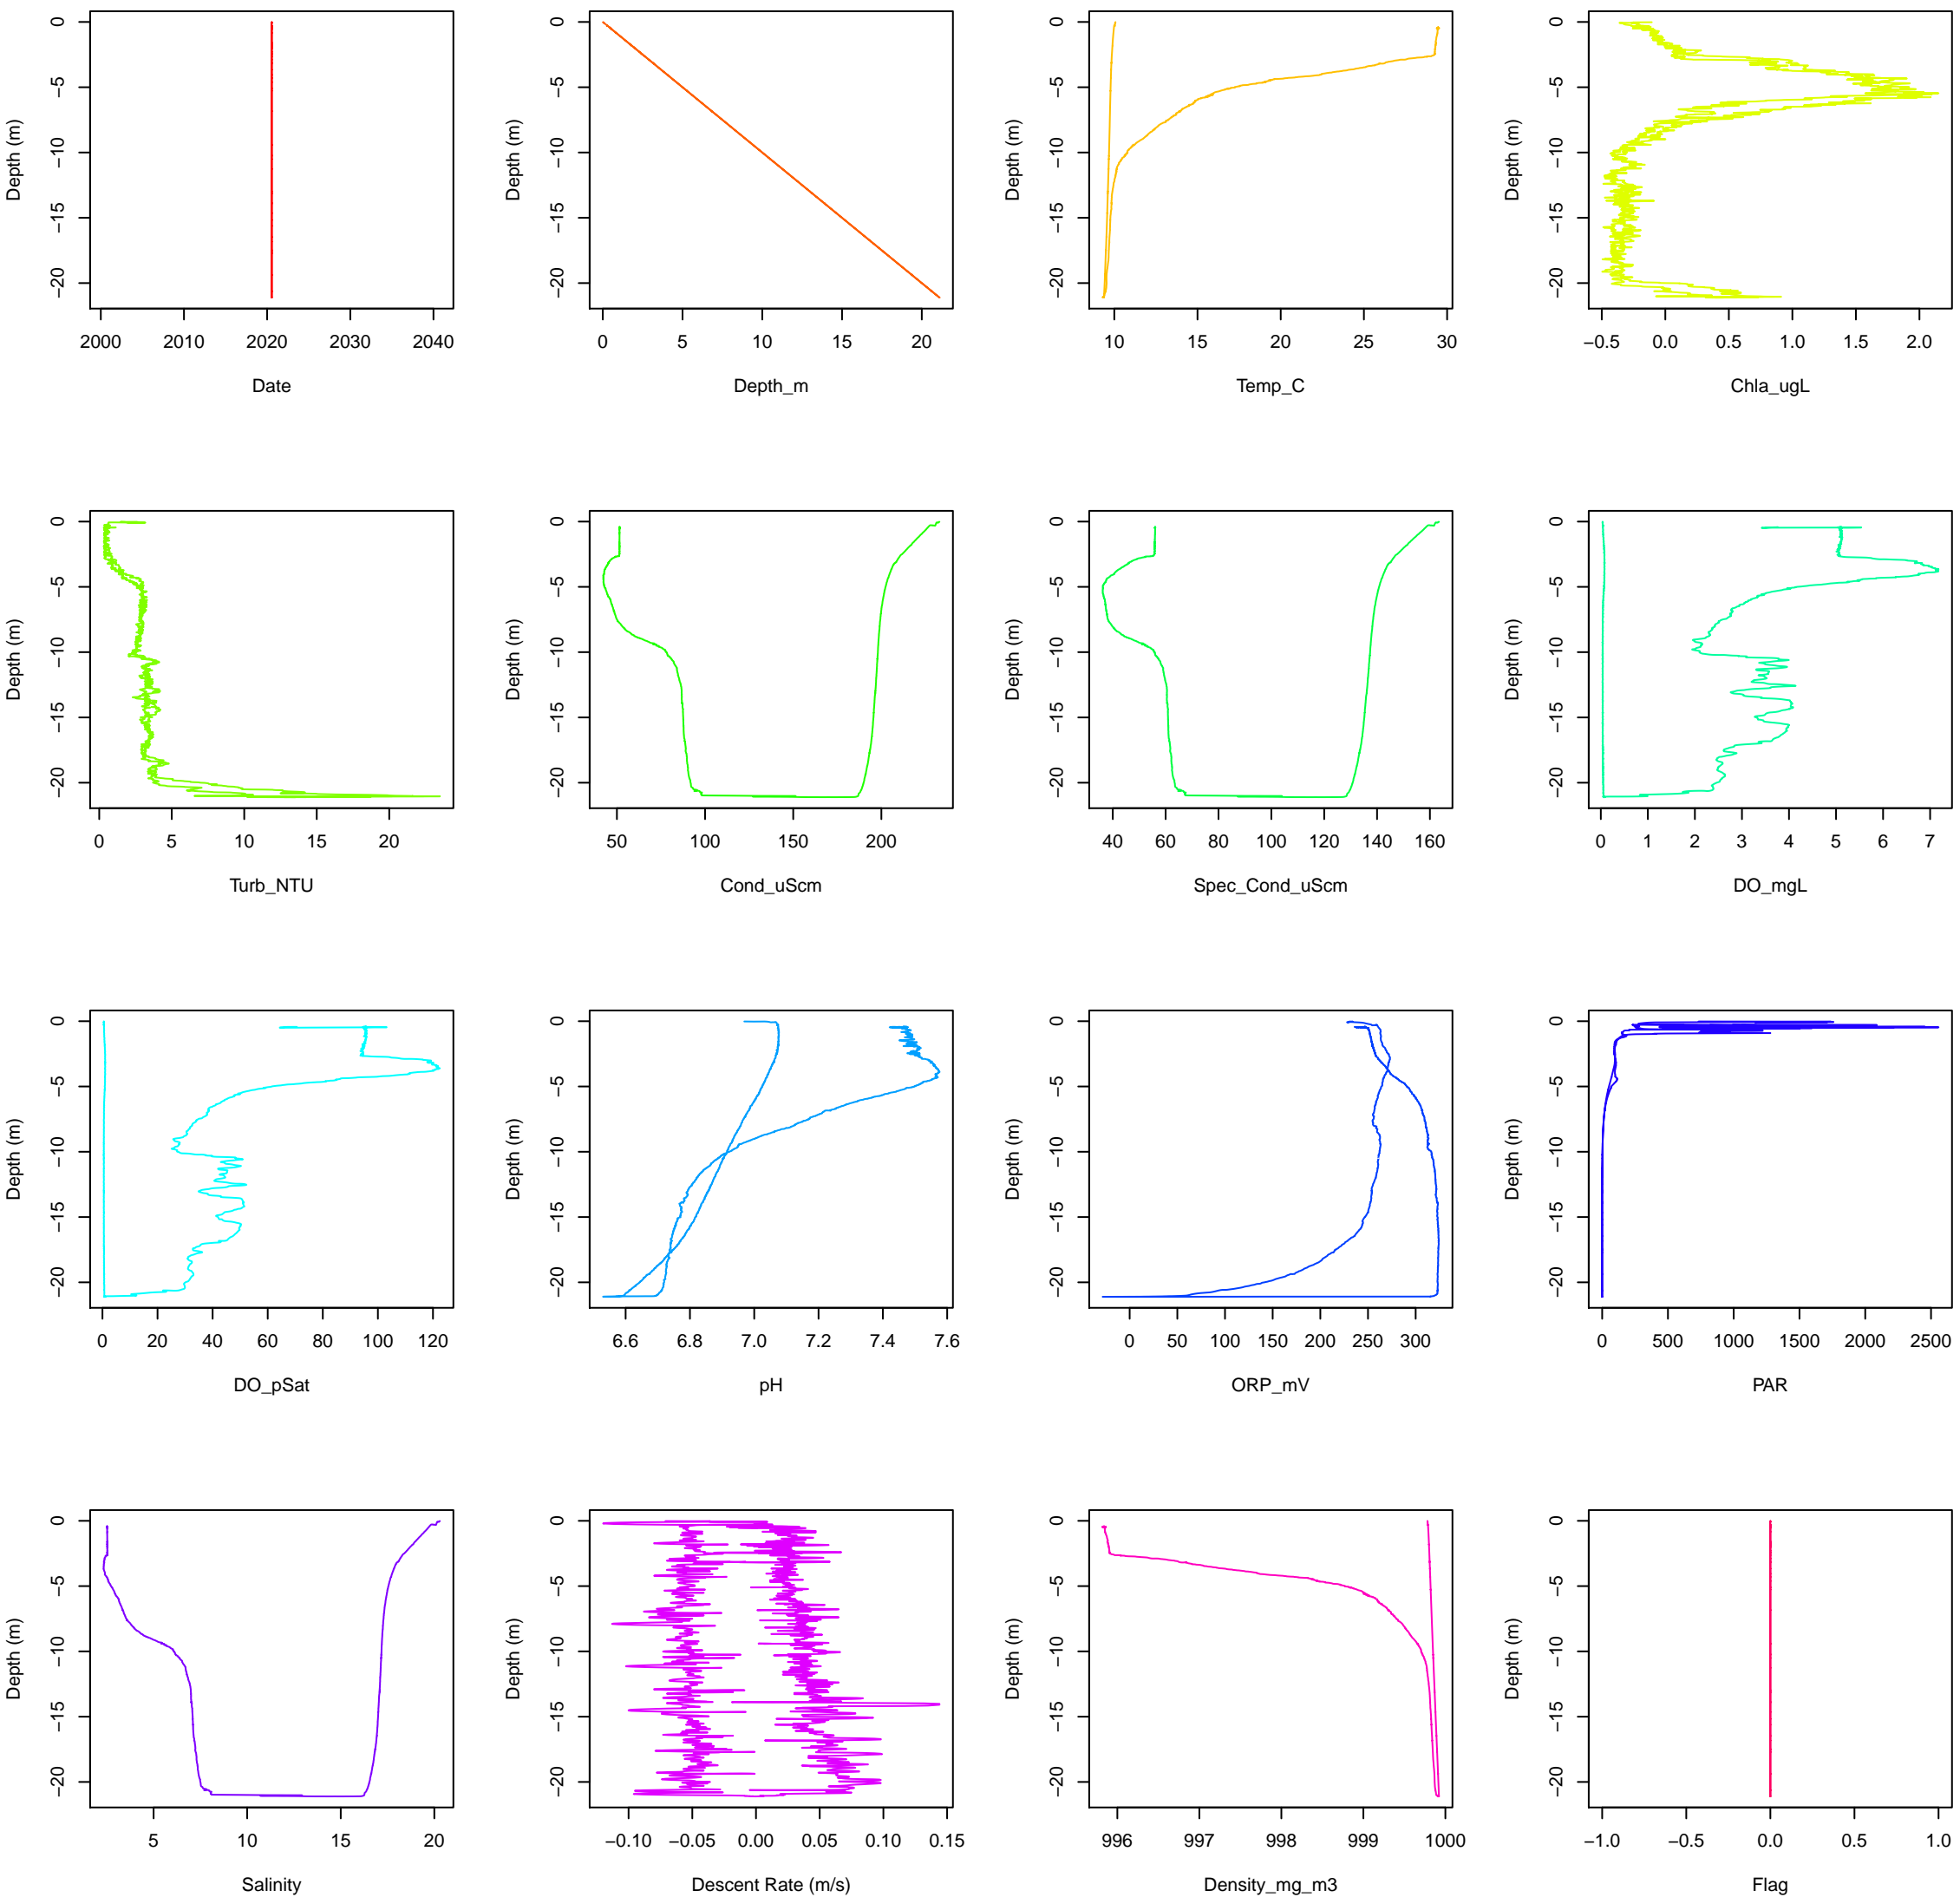 0 −5 −10 −15 −20
Depth (m)
2000 2010 2020 2030 2040
Date
0 −5 −10 −15 −20
Depth (m)
0 5 10 15 20
Depth_m
0 −5 −10 −15 −20
Depth (m)
10 15 20 25 30
Temp_C
0 −5 −10 −15 −20
Depth (m)
−0.5 0.0 0.5 1.0 1.5 2.0
Chla_ugL
0 −5 −10 −15 −20
Depth (m)
0 5 10 15 20
Turb_NTU
0 −5 −10 −15 −20
Depth (m)
50 100 150 200
Cond_uScm
0 −5 −10 −15 −20
Depth (m)
40 60 80 100 120 140 160
Spec_Cond_uScm
0 −5 −10 −15 −20
Depth (m)
0 1 2 3 4 5 6 7
DO_mgL
0 −5 −10 −15 −20
Depth (m)
0 20 40 60 80 100 120
DO_pSat
0 −5 −10 −15 −20
Depth (m)
6.6 6.8 7.0 7.2 7.4 7.6
pH
0 −5 −10 −15 −20
Depth (m)
0 50 100 150 200 250 300
ORP_mV
0 −5 −10 −15 −20
Depth (m)
0 500 1000 1500 2000 2500
PAR
0 −5 −10 −15 −20
Depth (m)
5 10 15 20
Salinity
0 −5 −10 −15 −20
Depth (m)
−0.10 −0.05 0.00 0.05 0.10 0.15
Descent Rate (m/s)
0 −5 −10 −15 −20
Depth (m)
996 997 998 999 1000
Density_mg_m3
0 −5 −10 −15 −20
Depth (m)
−1.0 −0.5 0.0 0.5 1.0
Flag